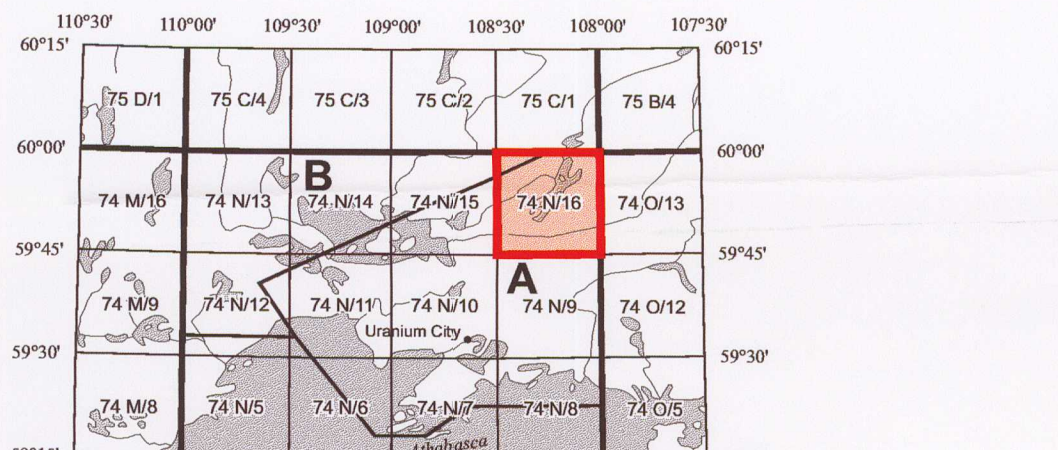 110°30' 110°00' 109°30' 109°00' 108°30' 108°00' 107°30'
60°15' 60°15'
75 D/1 75 C/4 75 C/3 75 C/2 75 C/1 75 B/4
60°00' 60°00'
B
74 M/16 74 N/13 74 N/14 74 N/15 74 N/16 74 O/13
59°45' 59°45'
A
74 M/9 74 N/12 74 N/11 74 N/10 74 N/9 74 O/12
Uranium City
59°30' 59°30'
74 M/8 74 N/5 74 N/6 74 N/7 74 N/8 74 O/5
Athabasca